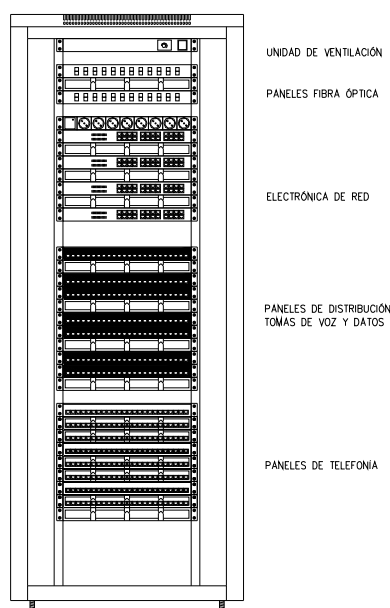 UNIDAD DE VENTILACIÓN
PANELES FIBRA ÓPTICA
ELECTRÓNICA DE RED
PANELES DE DISTRIBUCIÓN
TOMAS DE VOZ Y DATOS
PANELES DE TELEFONÍA